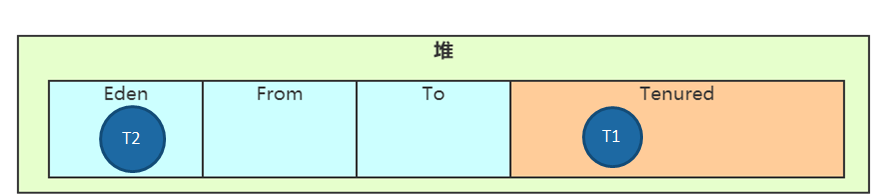 堆
Eden
From
To
Tenured
T2
T1